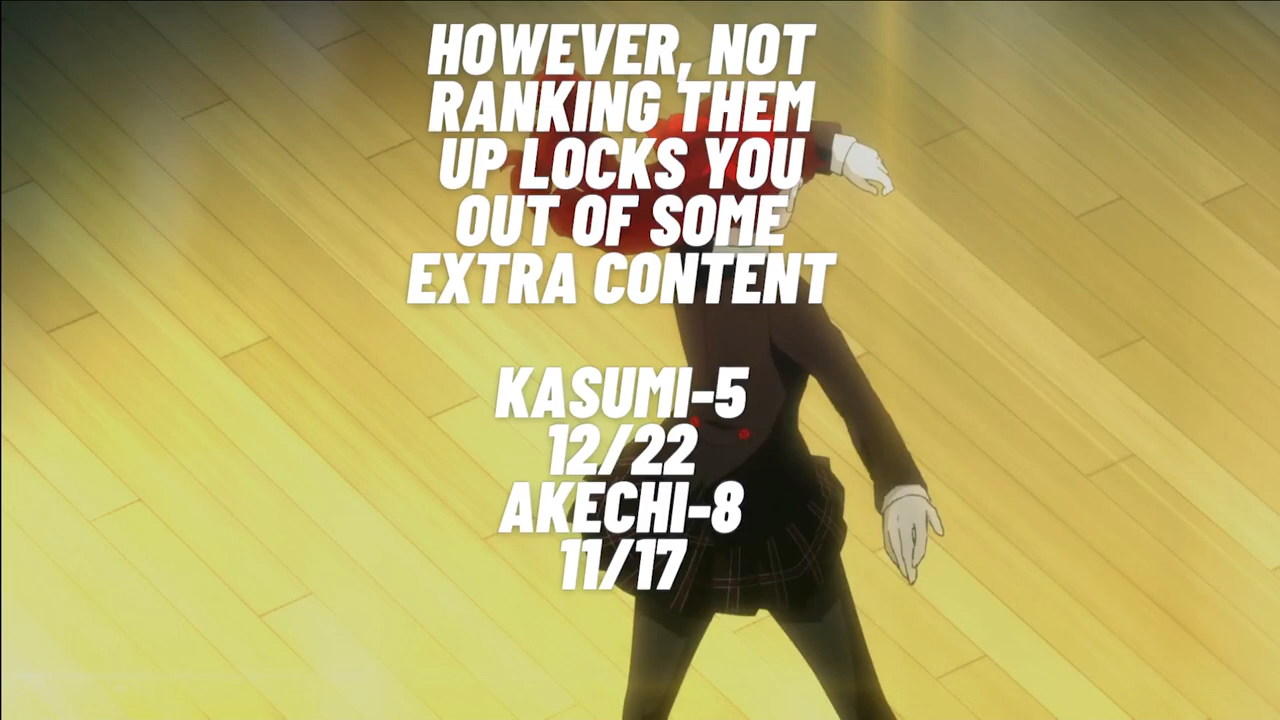 HOWEVER, NOT
RANKING THEM
UP LOCKS YOU
OUT OF SOME
EXTRA CONTENT
KASUMI-5
12/22
AKECHI-8
11/17